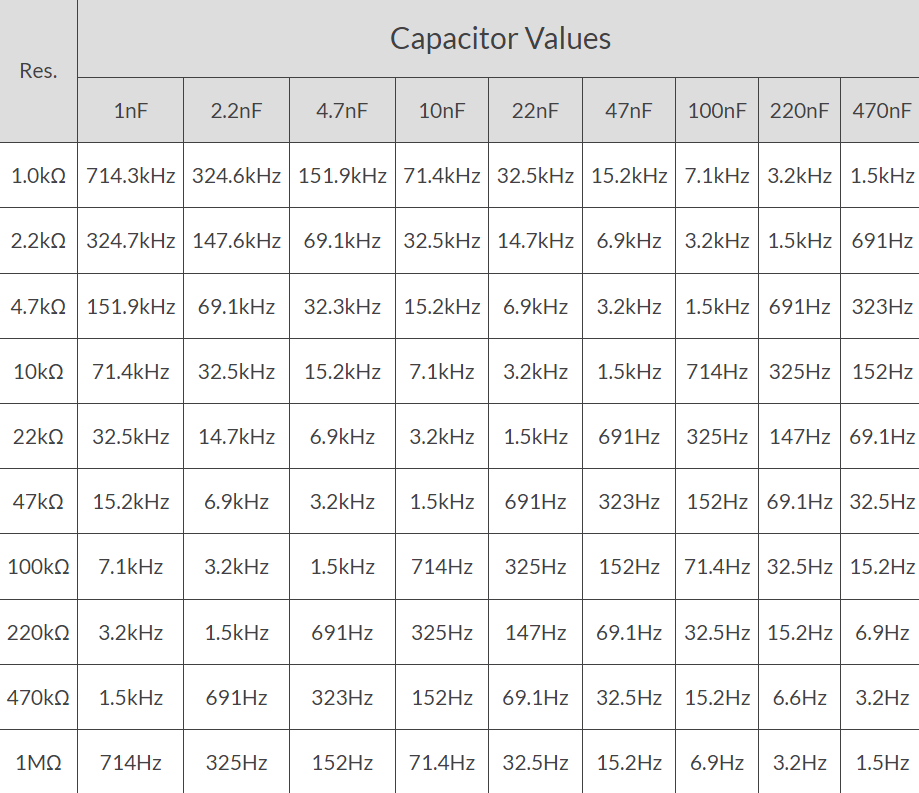 Capacitor Values
Res.
1nF 2.2nF 4.7nF 10nF 22nF 47nF 100nF 220nF 470nF
1.0kΩ 714.3kHz 324.6kHz 151.9kHz 71.4kHz 32.5kHz 15.2kHz 7.1kHz 3.2kHz 1.5kHz
2.2kΩ 324.7kHz 147.6kHz 69.1kHz 32.5kHz 14.7kHz 6.9kHz 3.2kHz 1.5kHz 691Hz
4.7kΩ 151.9kHz 69.1kHz 32.3kHz 15.2kHz 6.9kHz 3.2kHz 1.5kHz 691Hz 323Hz
10kΩ 71.4kHz 32.5kHz 15.2kHz 7.1kHz 3.2kHz 1.5kHz 714Hz 325Hz 152Hz
22kΩ 32.5kHz 14.7kHz 6.9kHz 3.2kHz 1.5kHz 691Hz 325Hz 147Hz 69.1Hz
47kΩ 15.2kHz 6.9kHz 3.2kHz 1.5kHz 691Hz 323Hz 152Hz 69.1Hz 32.5Hz
100kΩ 7.1kHz 3.2kHz 1.5kHz 714Hz 325Hz 152Hz 71.4Hz 32.5Hz 15.2Hz
220kΩ 3.2kHz 1.5kHz 691Hz 325Hz 147Hz 69.1Hz 32.5Hz 15.2Hz 6.9Hz
470kΩ 1.5kHz 691Hz 323Hz 152Hz 69.1Hz 32.5Hz 15.2Hz 6.6Hz 3.2Hz
1MΩ 714Hz 325Hz 152Hz 71.4Hz 32.5Hz 15.2Hz 6.9Hz 3.2Hz 1.5Hz